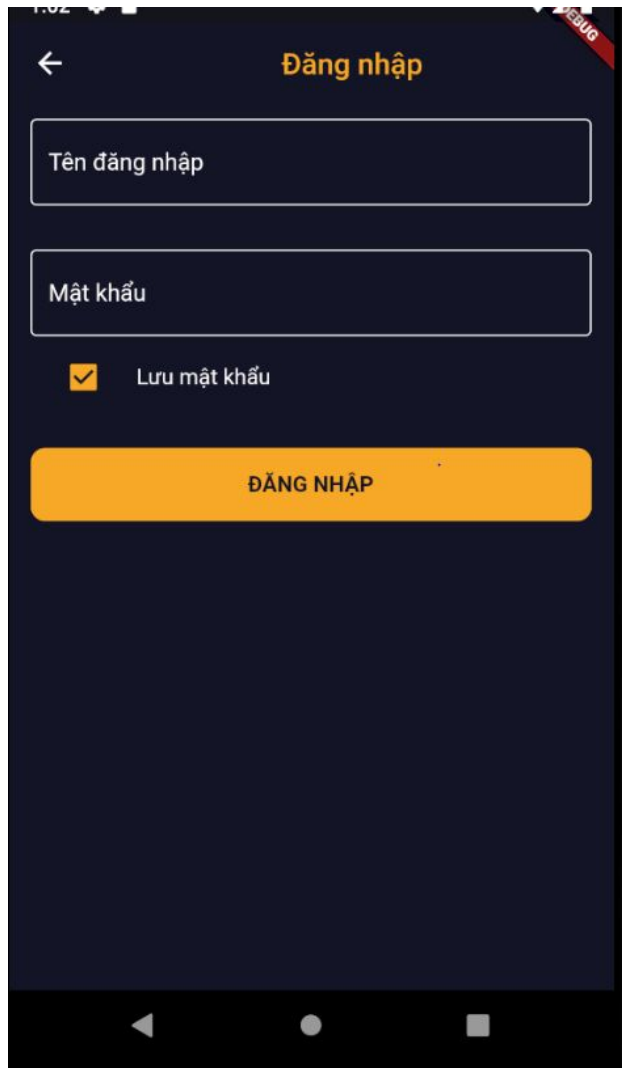 DEBUG
Đăng nhập
Tên đăng nhập
Mật khẩu
Lưu mật khẩu
ĐĂNG NHẬP